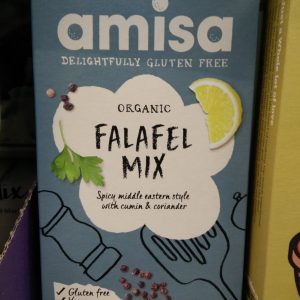 amisa
DELIGHTFULLY GLUTEN FREE
ORGANIC
FALAFEL
MIX
Spicy middle eastern style
with cumin & coriander
✓ Gluten free